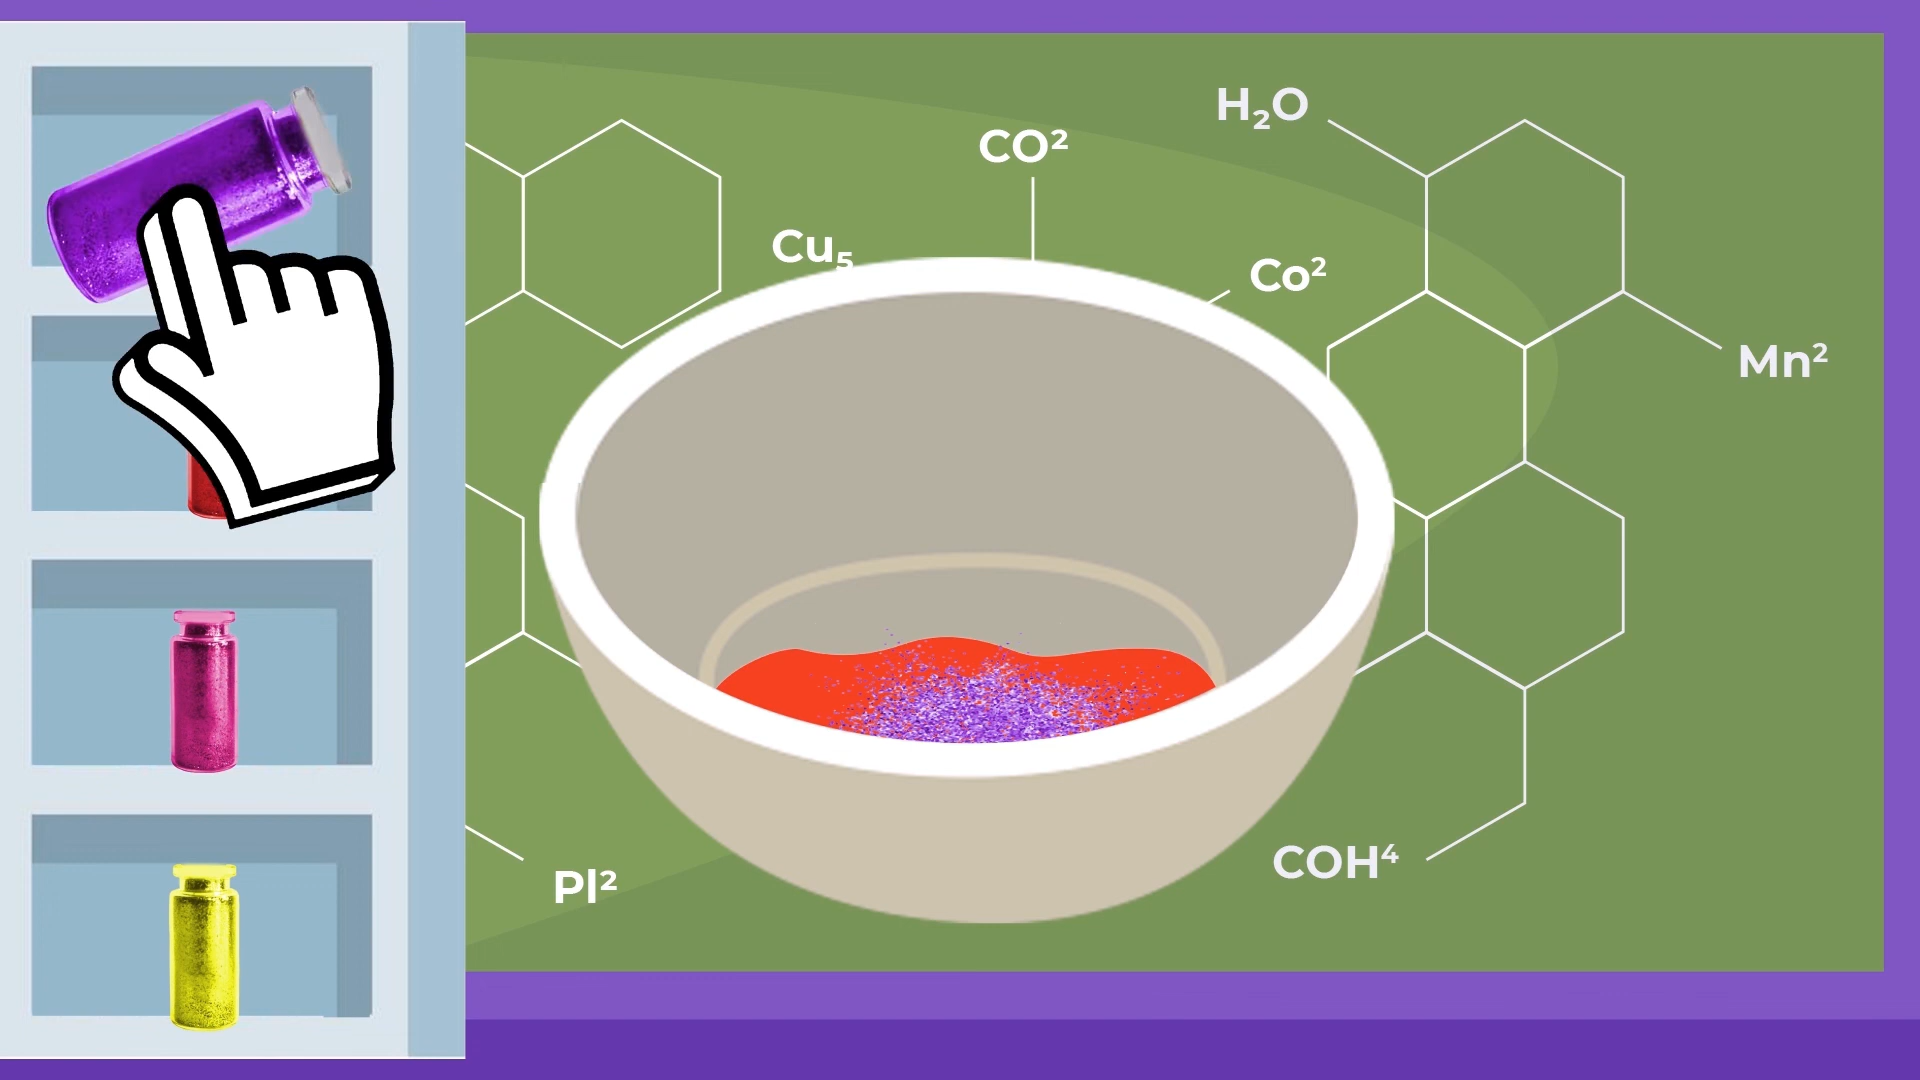 H₂O
CO²
Cu₅
Co²
Mn²
COH⁴
Pl²